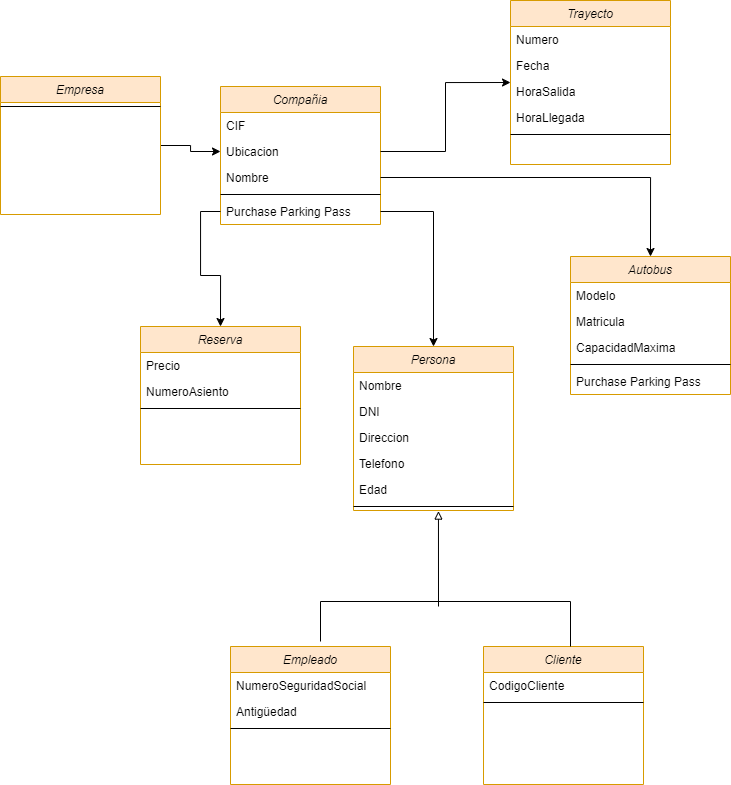 Trayecto
Numero
Fecha
HoraSalida
HoraLlegada
Empresa
Compañia
CIF
Ubicacion
Nombre
Purchase Parking Pass
Autobus
Modelo
Matricula
CapacidadMaxima
Purchase Parking Pass
Reserva
Precio
NumeroAsiento
Persona
Nombre
DNI
Direccion
Telefono
Edad
Empleado
NumeroSeguridadSocial
Antigüedad
Cliente
CodigoCliente